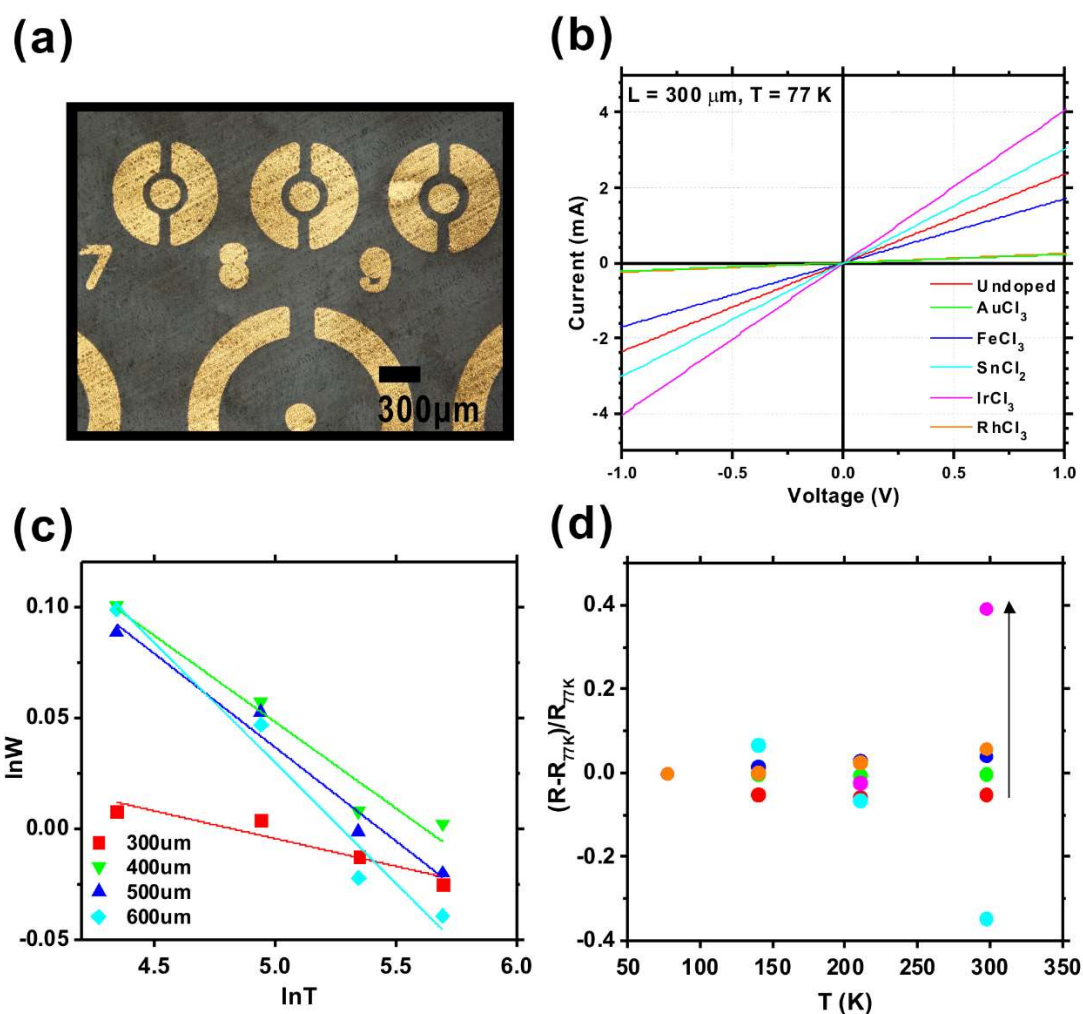 (a)
7 8 9
300μm
(b)
L = 300 μm, T = 77 K
Current (mA)
4
2
0
-2
-4
-1.0 -0.5 0.0 0.5 1.0
Voltage (V)
Undoped
AuCl3
FeCl3
SnCl2
IrCl3
RhCl3
(c)
lnW
0.10
0.05
0.00
-0.05
300um
400um
500um
600um
4.5 5.0 5.5 6.0
lnT
(d)
(R-R77K)/R77K
0.4
0.2
0.0
-0.2
-0.4
50 100 150 200 250 300 350
T (K)